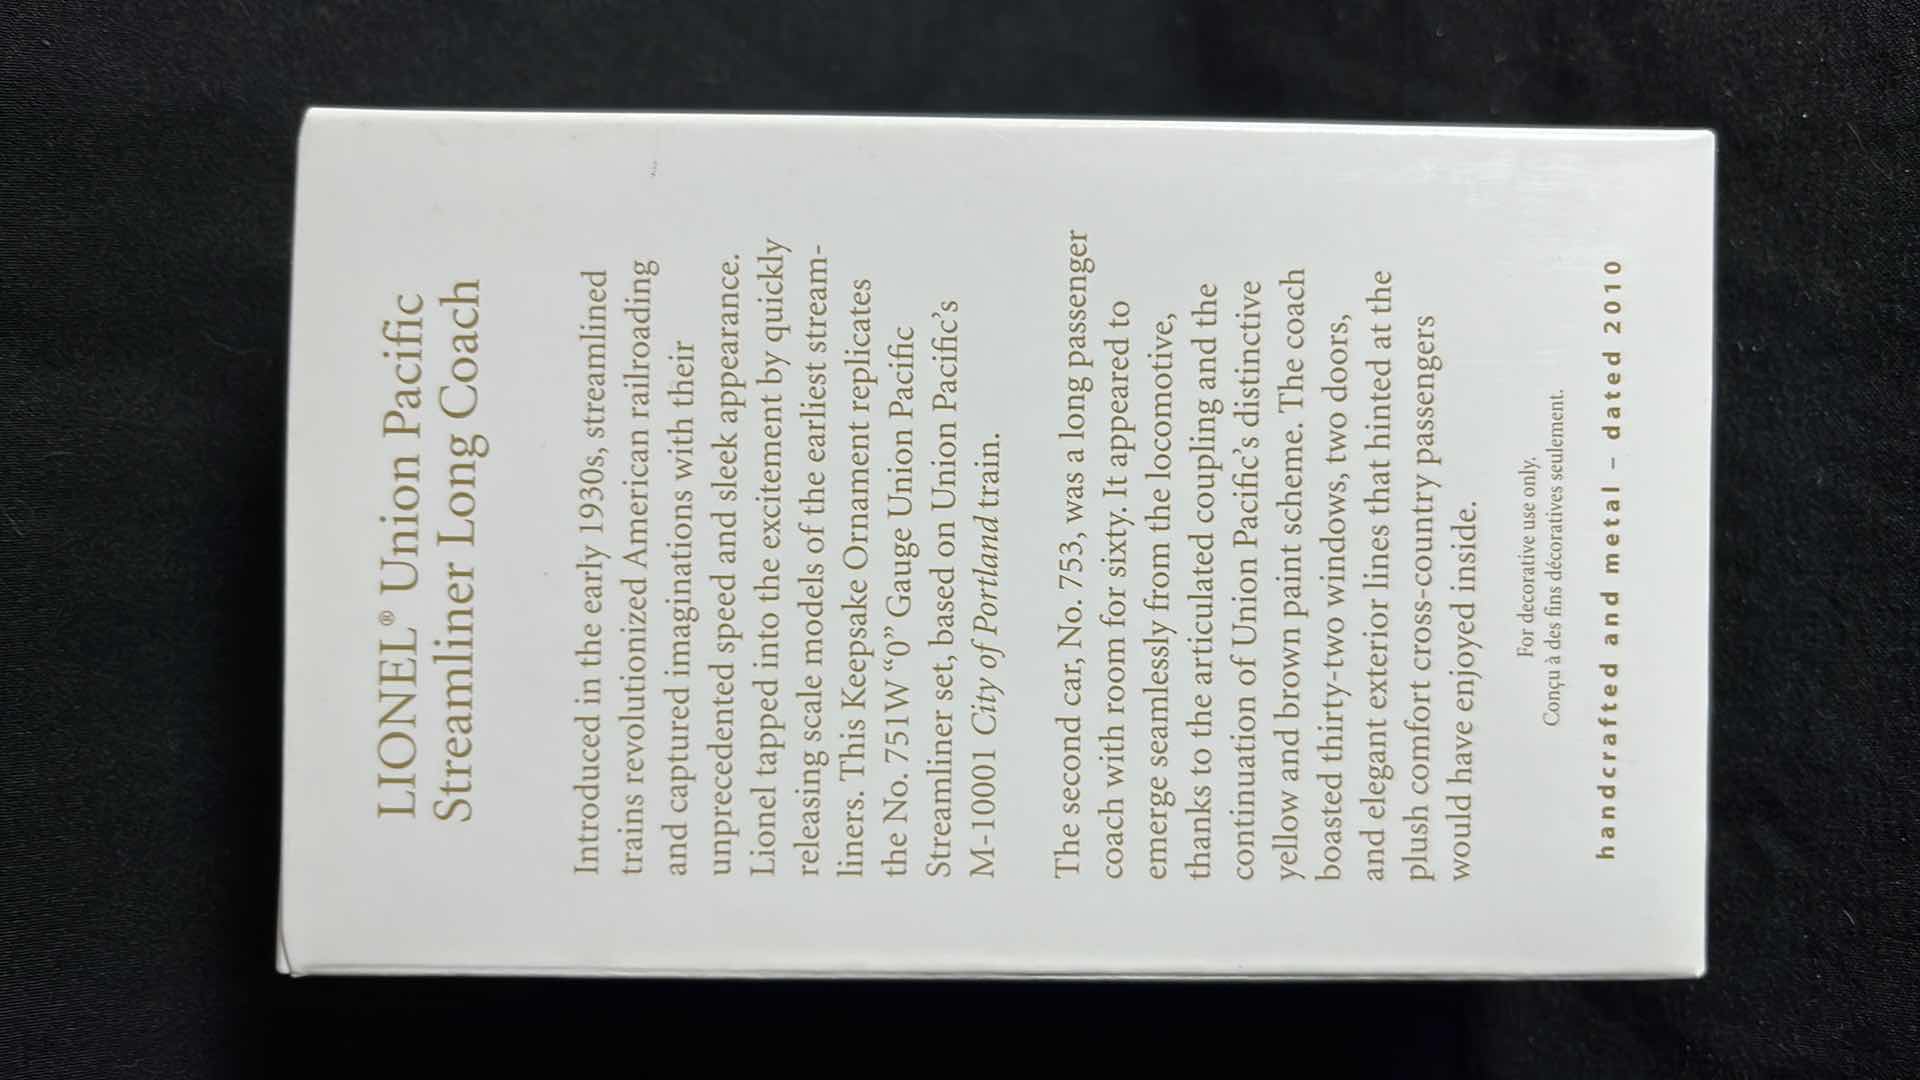 LIONEL® Union Pacific
Streamliner Long Coach
Introduced in the early 1930s, streamlined
trains revolutionized American railroading
and captured imaginations with their
unprecedented speed and sleek appearance.
Lionel tapped into the excitement by quickly
releasing scale models of the earliest stream-
liners. This Keepsake Ornament replicates
the No. 751W “0” Gauge Union Pacific
Streamliner set, based on Union Pacific’s
M-10001 City of Portland train.
The second car, No. 753, was a long passenger
coach with room for sixty. It appeared to
emerge seamlessly from the locomotive,
thanks to the articulated coupling and the
continuation of Union Pacific’s distinctive
yellow and brown paint scheme. The coach
boasted thirty-two windows, two doors,
and elegant exterior lines that hinted at the
plush comfort cross-country passengers
would have enjoyed inside.
For decorative use only.
Conçu à des fins décoratives seulement.
handcrafted and metal – dated 2010